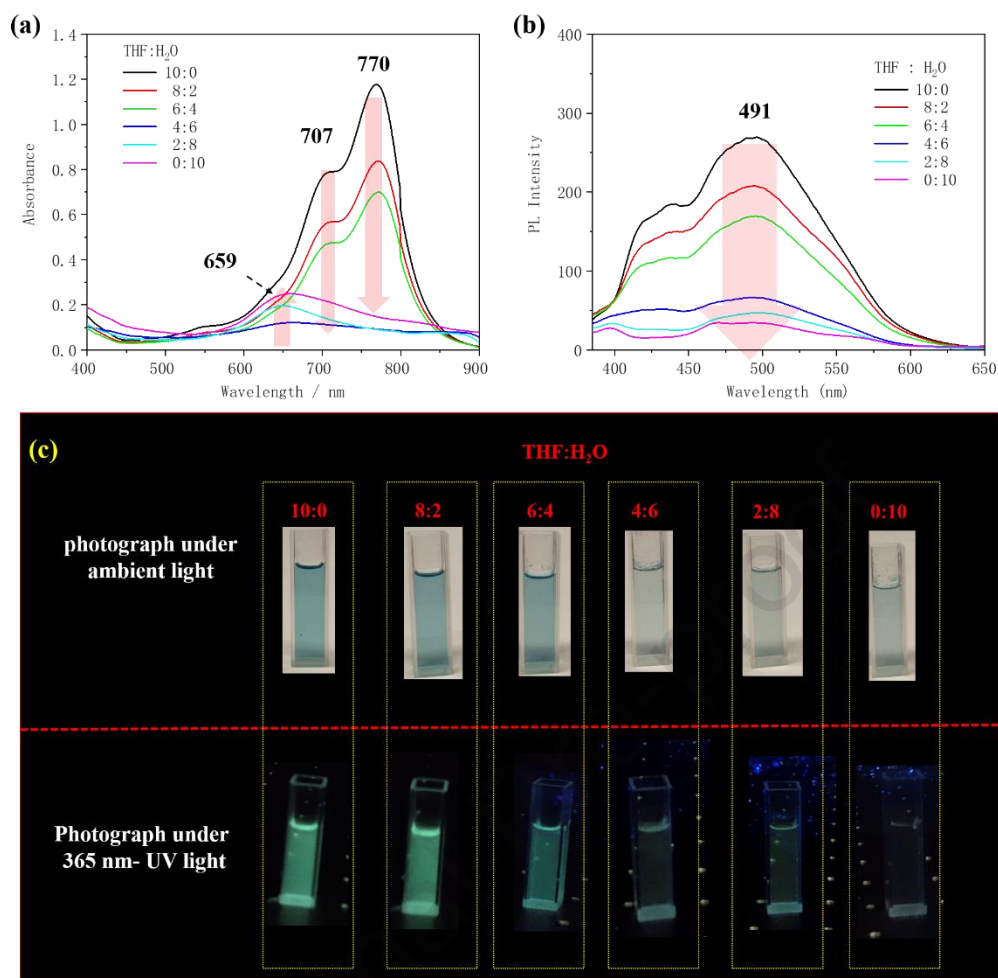 (a)
1.4
1.2
1.0
0.8
0.6
0.4
0.2
0.0
Absorbance
THF:H₂O
10:0
8:2
6:4
4:6
2:8
0:10
770
707
659
400 500 600 700 800 900
Wavelength / nm
(b)
400
300
200
100
0
PL Intensity
THF : H₂O
10:0
8:2
6:4
4:6
2:8
0:10
491
400 450 500 550 600 650
Wavelength (nm)
(c)
THF:H₂O
10:0 8:2 6:4 4:6 2:8 0:10
photograph under
ambient light
Photograph under
365 nm- UV light